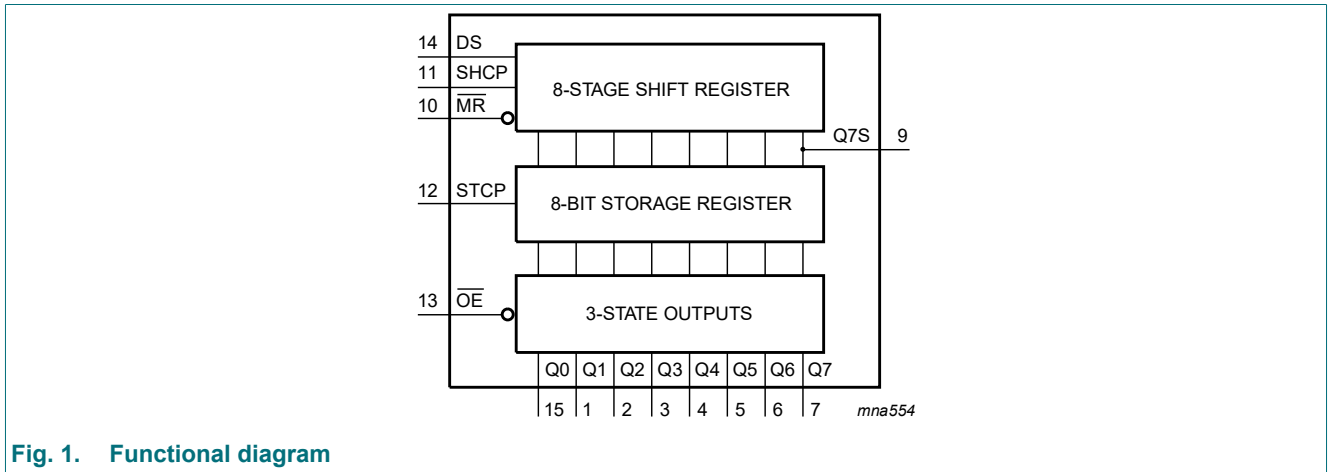 14 DS
11 SHCP
8-STAGE SHIFT REGISTER
10 MR
Q7S 9
12 STCP
8-BIT STORAGE REGISTER
13 OE
3-STATE OUTPUTS
Q0 Q1 Q2 Q3 Q4 Q5 Q6 Q7
15 1 2 3 4 5 6 7 mna554
Fig. 1. Functional diagram